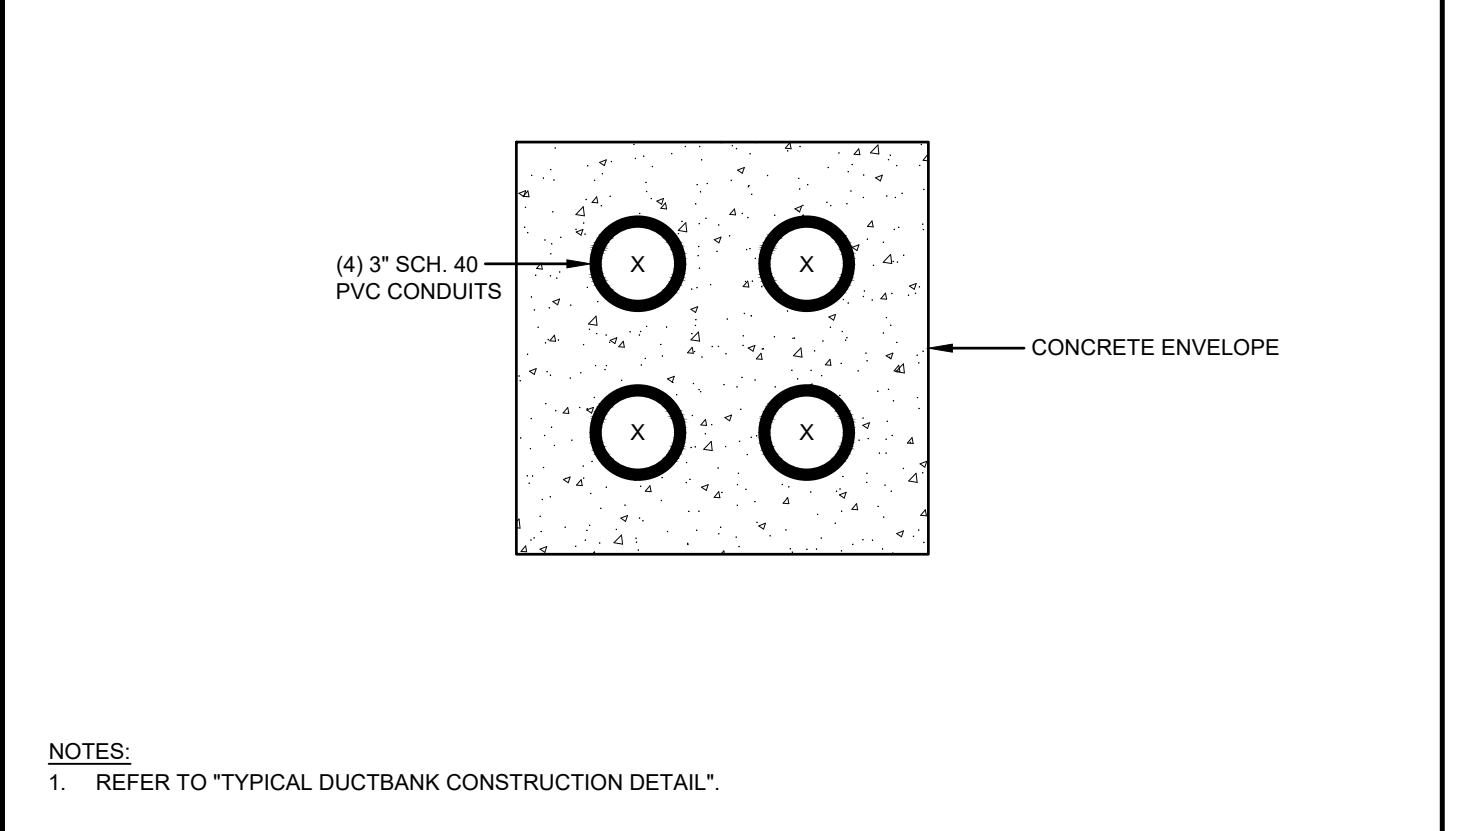 (4) 3" SCH. 40
PVC CONDUITS
X X
CONCRETE ENVELOPE
X X
NOTES:
1. REFER TO "TYPICAL DUCTBANK CONSTRUCTION DETAIL".